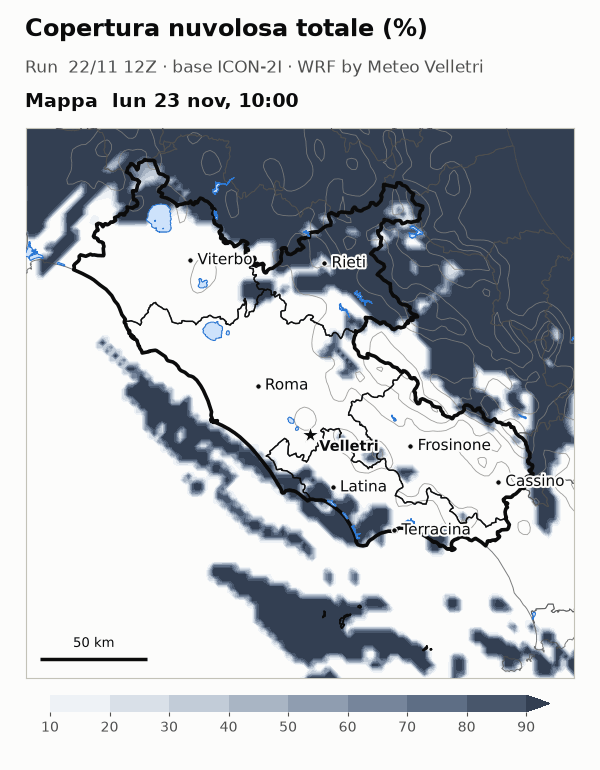 Copertura nuvolosa totale (%)
Run 22/11 12Z · base ICON-2I · WRF by Meteo Velletri
Mappa lun 23 nov, 10:00
Viterbo
Rieti
Roma
Velletri
Frosinone
Latina
Cassino
Terracina
50 km
10 20 30 40 50 60 70 80 90